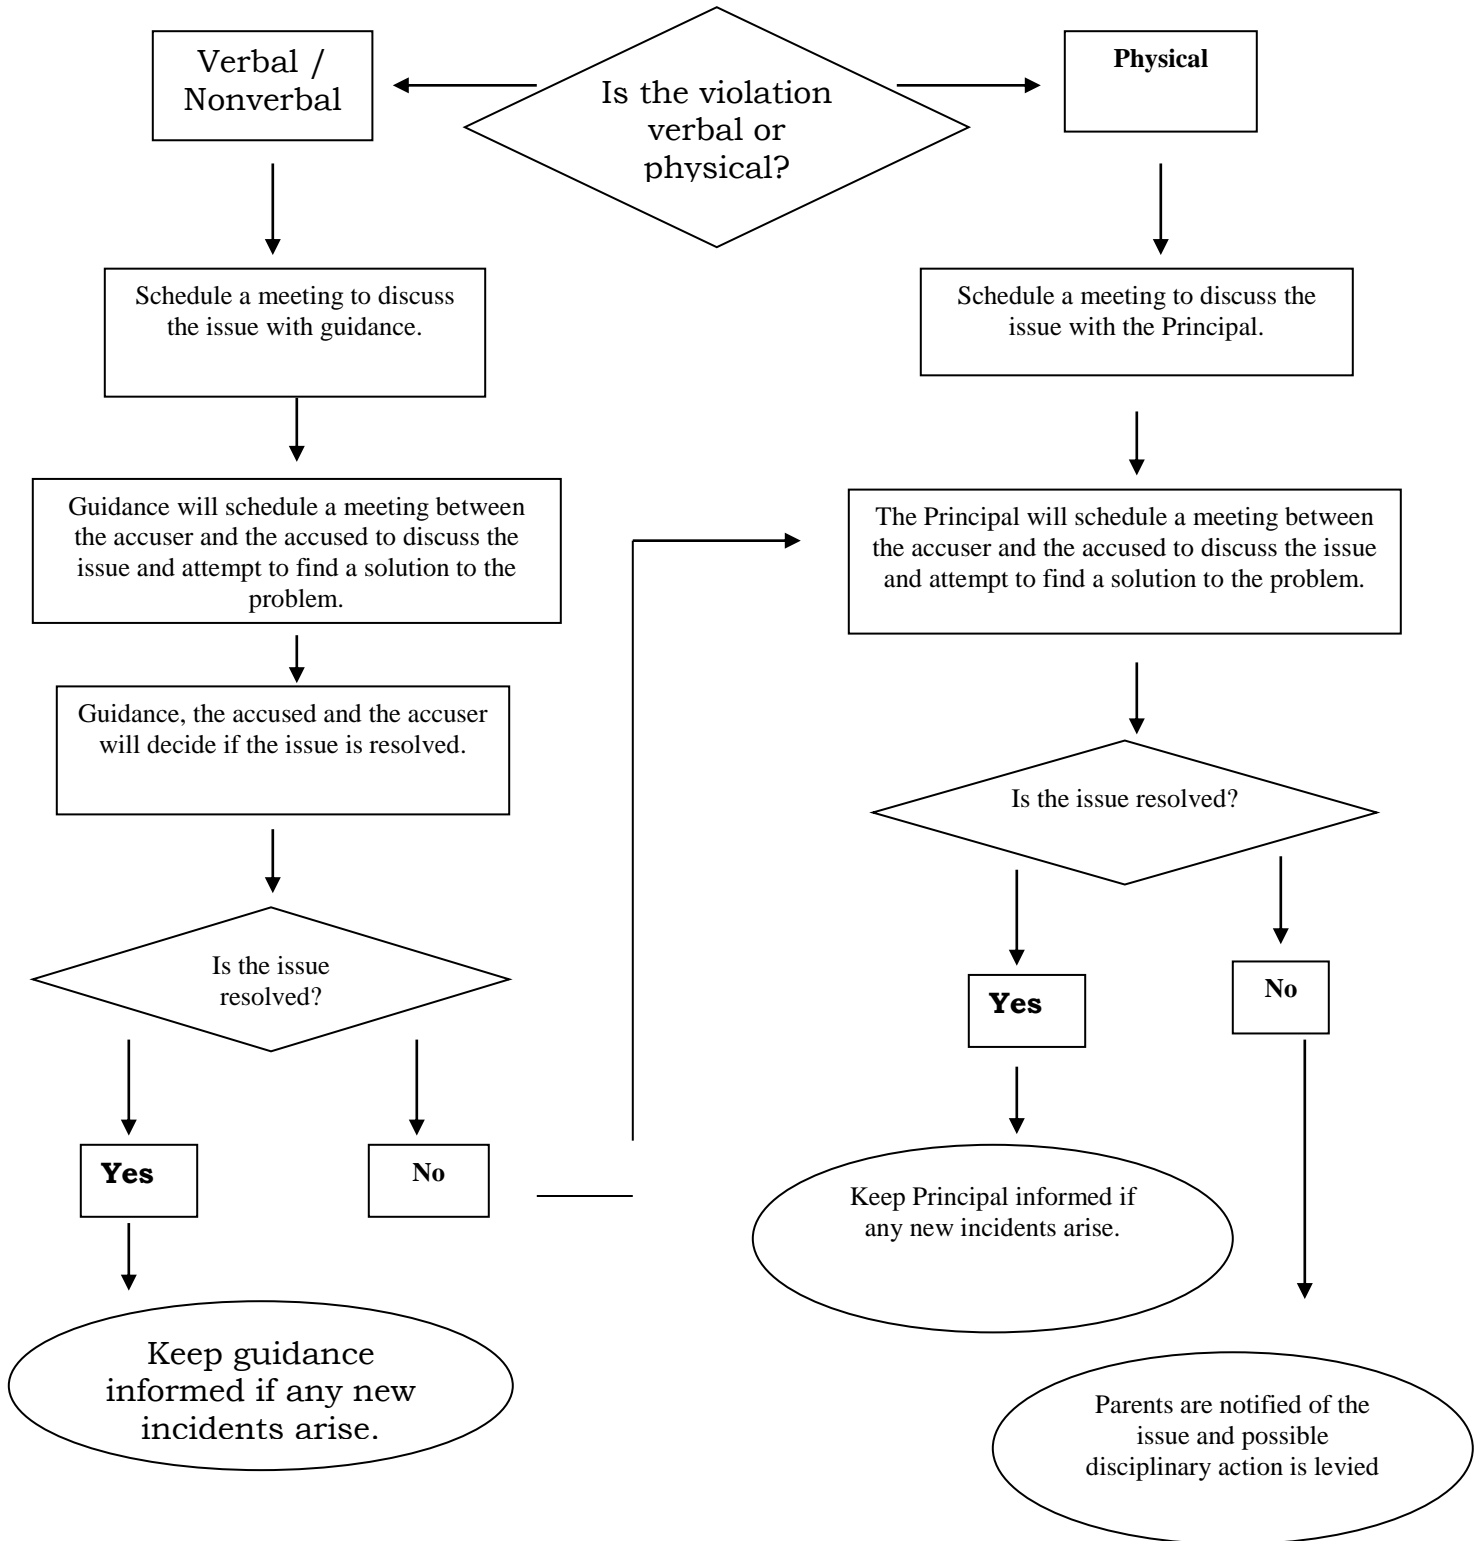 Verbal /
Nonverbal
Is the violation
verbal or
physical?
Physical
Schedule a meeting to discuss
the issue with guidance.
Schedule a meeting to discuss the
issue with the Principal.
Guidance will schedule a meeting between
the accuser and the accused to discuss the
issue and attempt to find a solution to the
problem.
The Principal will schedule a meeting between
the accuser and the accused to discuss the issue
and attempt to find a solution to the problem.
Guidance, the accused and the accuser
will decide if the issue is resolved.
Is the issue resolved?
Is the issue
resolved?
Yes
No
Yes
No
Keep Principal informed if
any new incidents arise.
Keep guidance
informed if any new
incidents arise.
Parents are notified of the
issue and possible
disciplinary action is levied